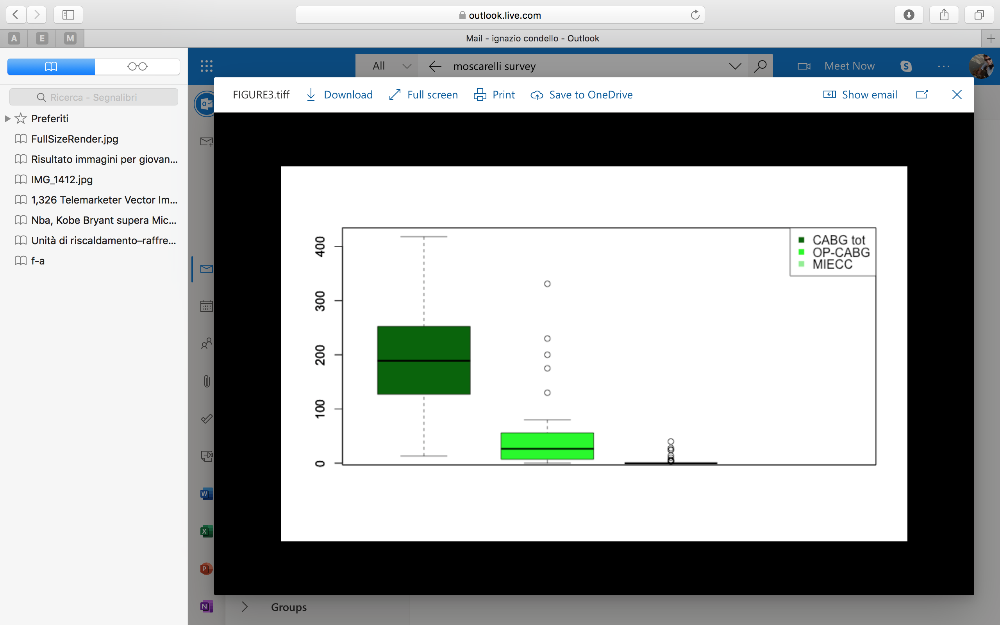 outlook.live.com
A
E
M
Mail - ignazio condello - Outlook
All
moscarelli survey
Meet Now
S
Ricerca - Segnalibri
Preferiti
FullSizeRender.jpg
Risultato immagini per giovan...
IMG_1412.jpg
1,326 Telemarketer Vector Im...
Nba, Kobe Bryant supera Mic...
Unità di riscaldamento–raffre...
f-a
FIGURE3.tiff
Download
Full screen
Print
Save to OneDrive
Show email
400
300
200
100
0
CABG tot
OP-CABG
MIECC
W
X
P
N
Groups